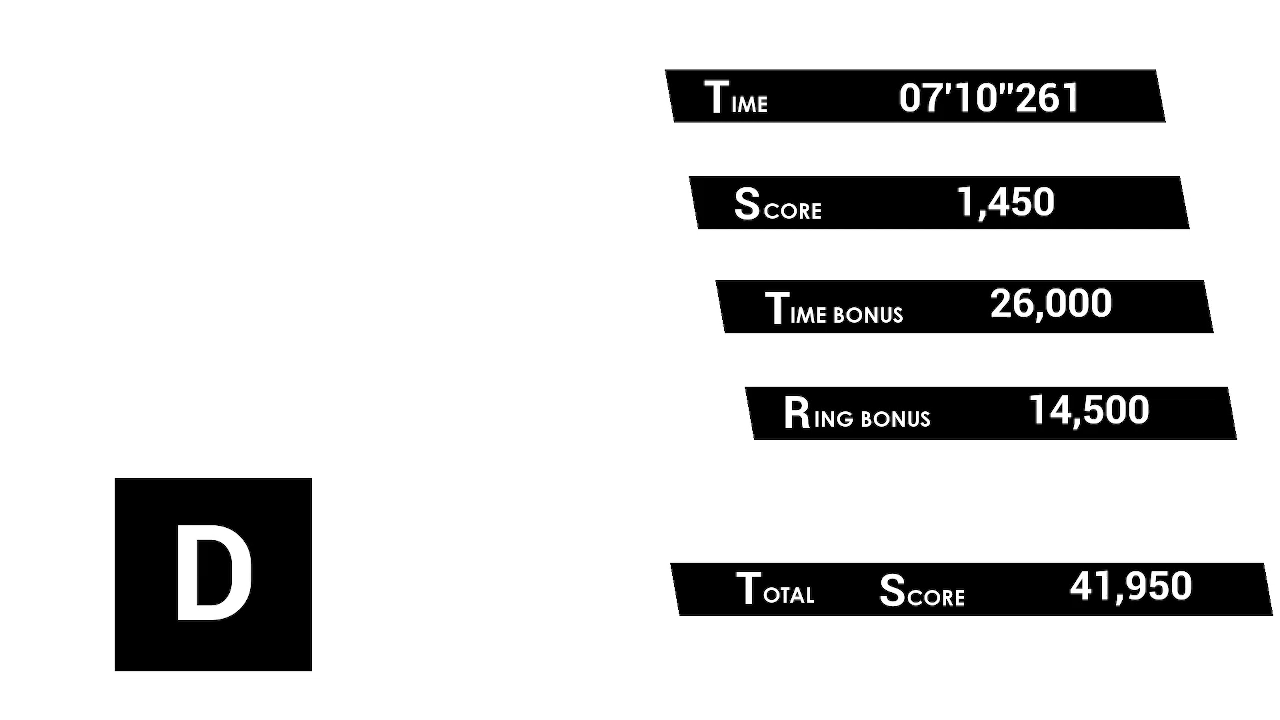 TIME 07'10"261
SCORE 1,450
TIME BONUS 26,000
RING BONUS 14,500
D
TOTAL SCORE 41,950